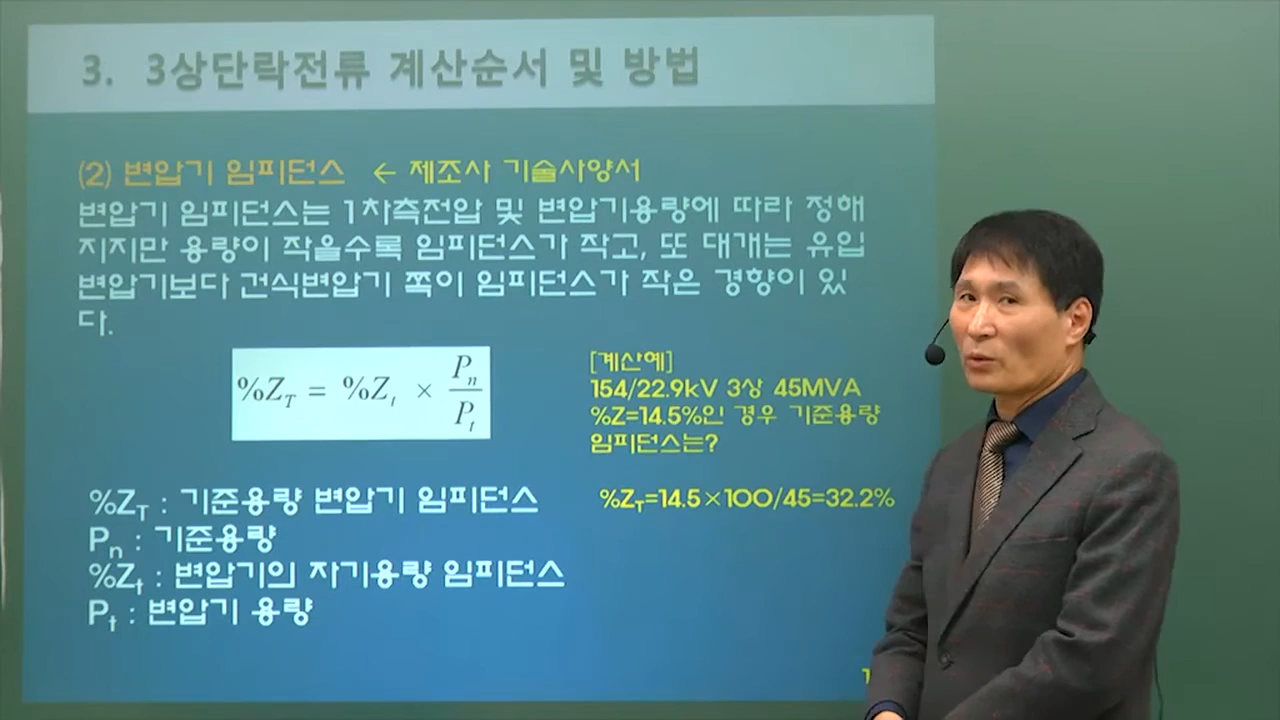 3. 3상단락전류 계산순서 및 방법
(2) 변압기 임피던스 ← 제조사 기술사양서
변압기 임피던스는 1차측전압 및 변압기용량에 따라 정해
지지만 용량이 작을수록 임피던스가 작고, 또 대개는 유입
변압기보다 건식변압기 쪽이 임피던스가 작은 경향이 있
다.
%Z_T = %Z_t × P_n / P_t
[계산예]
154/22.9kV 3상 45MVA
%Z=14.5%인 경우 기준용량
임피던스는?
%Z_T=14.5×100/45=32.2%
%Z_T : 기준용량 변압기 임피던스
P_n : 기준용량
%Z_t : 변압기의 자기용량 임피던스
P_t : 변압기 용량